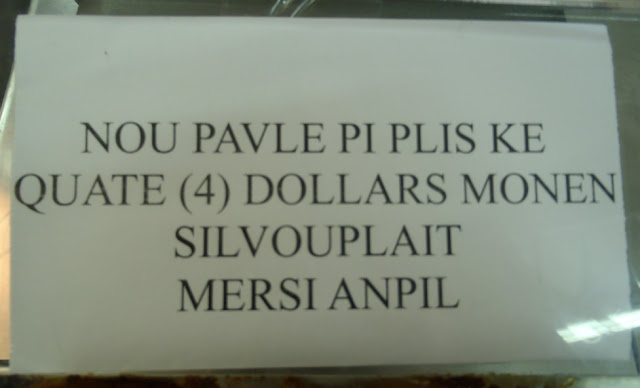 NOU PAVLE PI PLIS KE
QUATE (4) DOLLARS MONEN
SILVOUPLAIT
MERSI ANPIL